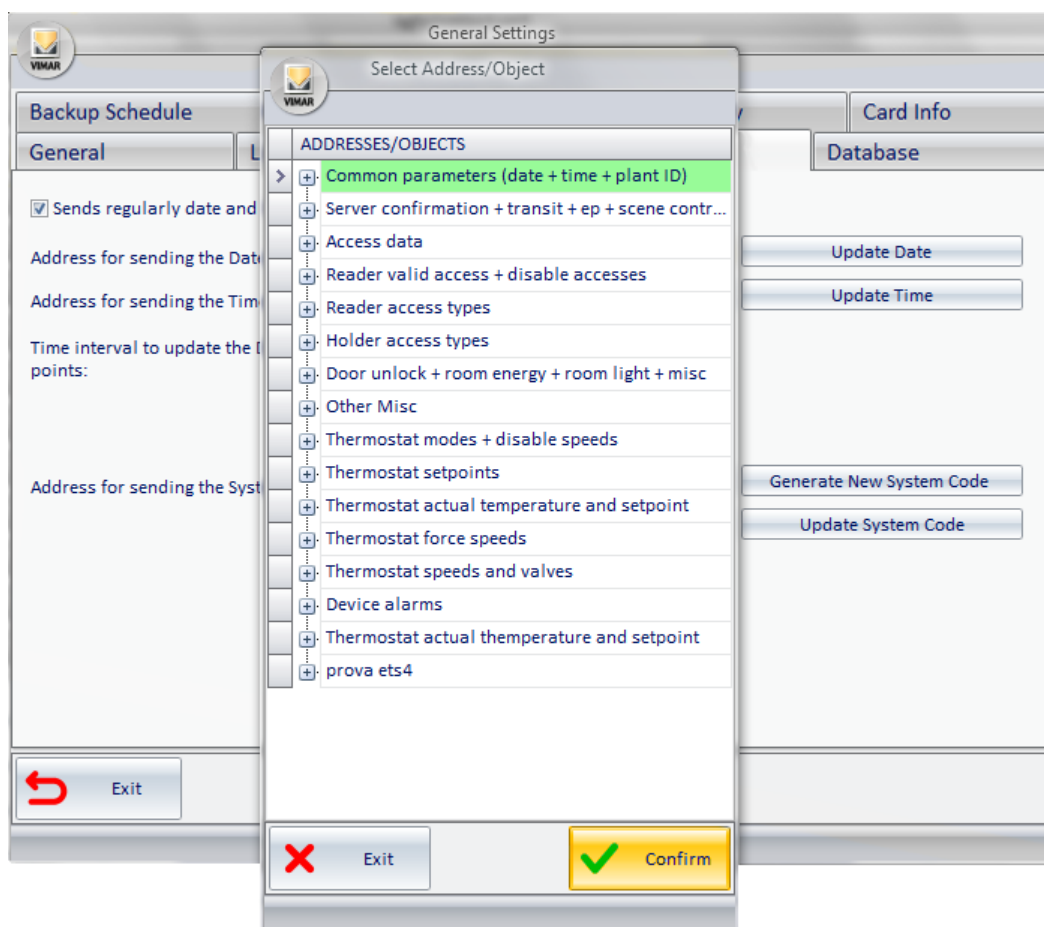 General Settings
VIMAR
Select Address/Object
VIMAR
Backup Schedule
Card Info
General
Database
ADDRESSES/OBJECTS
Common parameters (date + time + plant ID)
Sends regularly date and
Server confirmation + transit + ep + scene contr...
Access data
Address for sending the Date
Update Date
Reader valid access + disable accesses
Address for sending the Time
Update Time
Reader access types
Holder access types
Time interval to update the
points:
Door unlock + room energy + room light + misc
Other Misc
Thermostat modes + disable speeds
Thermostat setpoints
Address for sending the Syst
Generate New System Code
Thermostat actual temperature and setpoint
Update System Code
Thermostat force speeds
Thermostat speeds and valves
Device alarms
Thermostat actual themperature and setpoint
prova ets4
Exit
Exit
Confirm